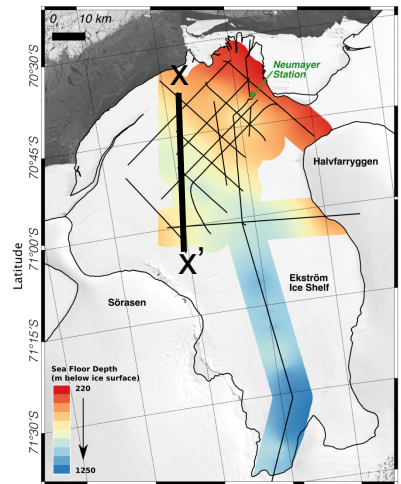 0 10 km
70°30'S
X
Neumayer
Station
70°45'S
Halvfarryggen
Latitude
71°00'S
X'
Ekström
Ice Shelf
Sörasen
71°15'S
Sea Floor Depth
(m below ice surface)
220
71°30'S
1250